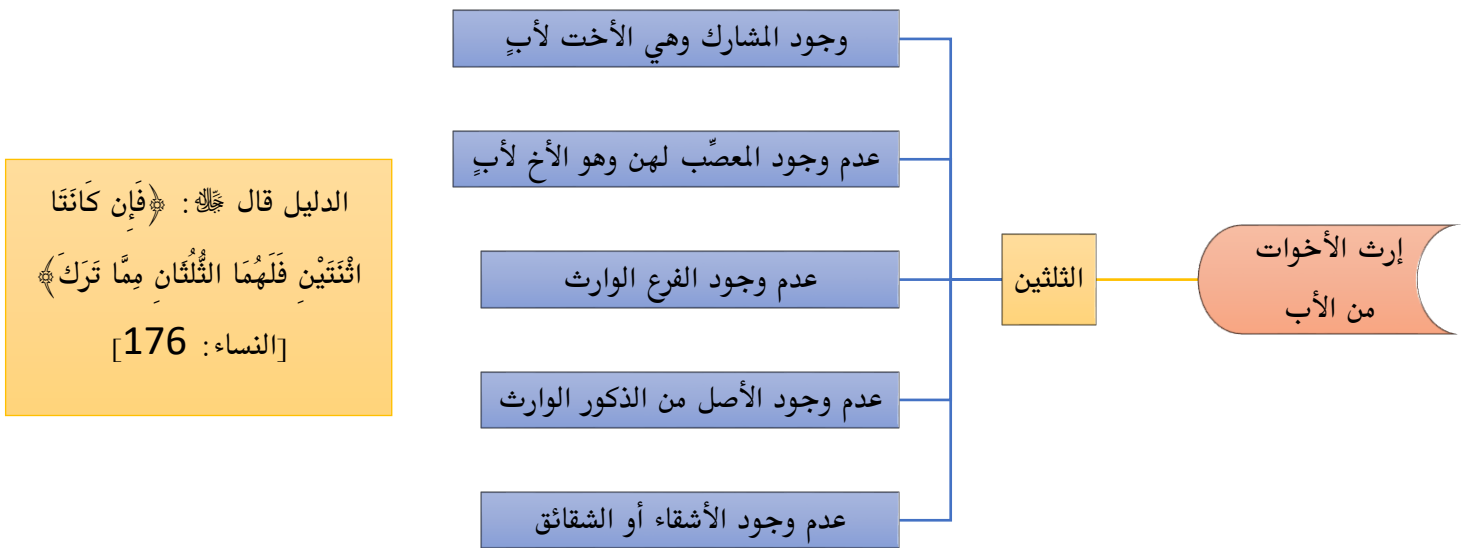 إرث الأخوات
من الأب
الثلثين
وجود المشارك وهي الأخت لأبٍ
عدم وجود المعصِّب لهن وهو الأخ لأبٍ
عدم وجود الفرع الوارث
عدم وجود الأصل من الذكور الوارث
عدم وجود الأشقاء أو الشقائق
الدليل قال ﷻ: ﴿فَإِن كَانَتَا
اثْنَتَيْنِ فَلَهُمَا الثُّلُثَانِ مِمَّا تَرَكَ﴾
[النساء: 176]